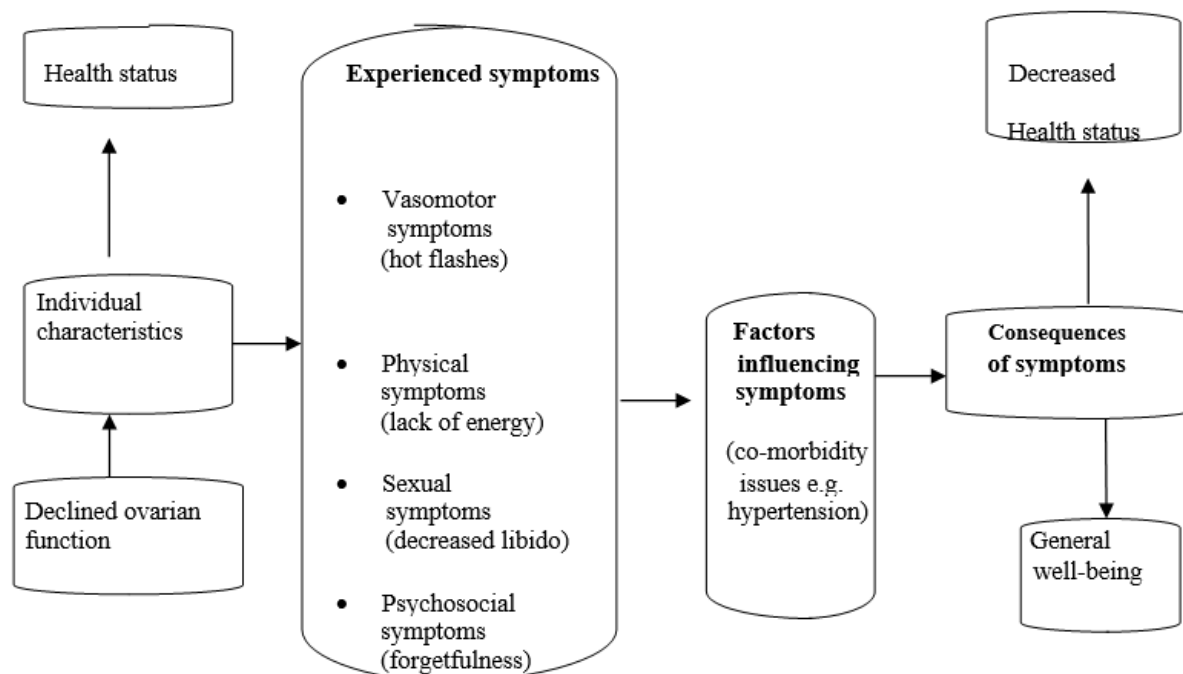 Health status
Individual
characteristics
Declined ovarian
function
Experienced symptoms
• Vasomotor
symptoms
(hot flashes)
• Physical
symptoms
(lack of energy)
• Sexual
symptoms
(decreased libido)
• Psychosocial
symptoms
(forgetfulness)
Factors
influencing
symptoms
(co-morbidity
issues e.g.
hypertension)
Decreased
Health status
Consequences
of symptoms
General
well-being